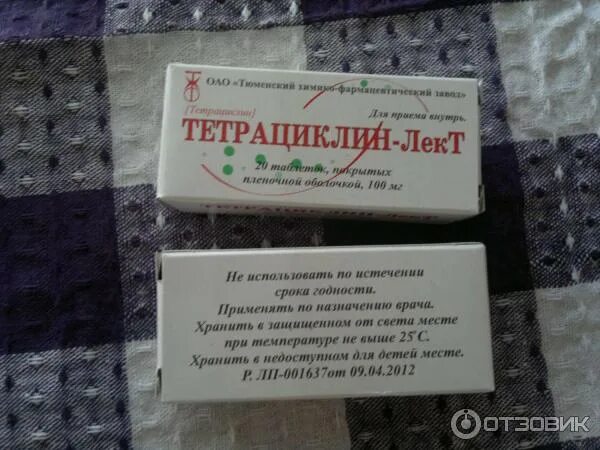 ОАО «Тюменский химико-фармацевтический завод»
[Тетрациклин]
Для приема внутрь.
ТЕТРАЦИКЛИН-ЛекТ
20 таблеток, покрытых
пленочной оболочкой, 100 мг
ТЕТРАЦИКЛИН-ЛекТ
Не использовать по истечении
срока годности.
Применять по назначению врача.
Хранить в защищенном от света месте
при температуре не выше 25°С.
Хранить в недоступном для детей месте.
Р. ЛП-001637от 09.04.2012
ОТЗОВИК